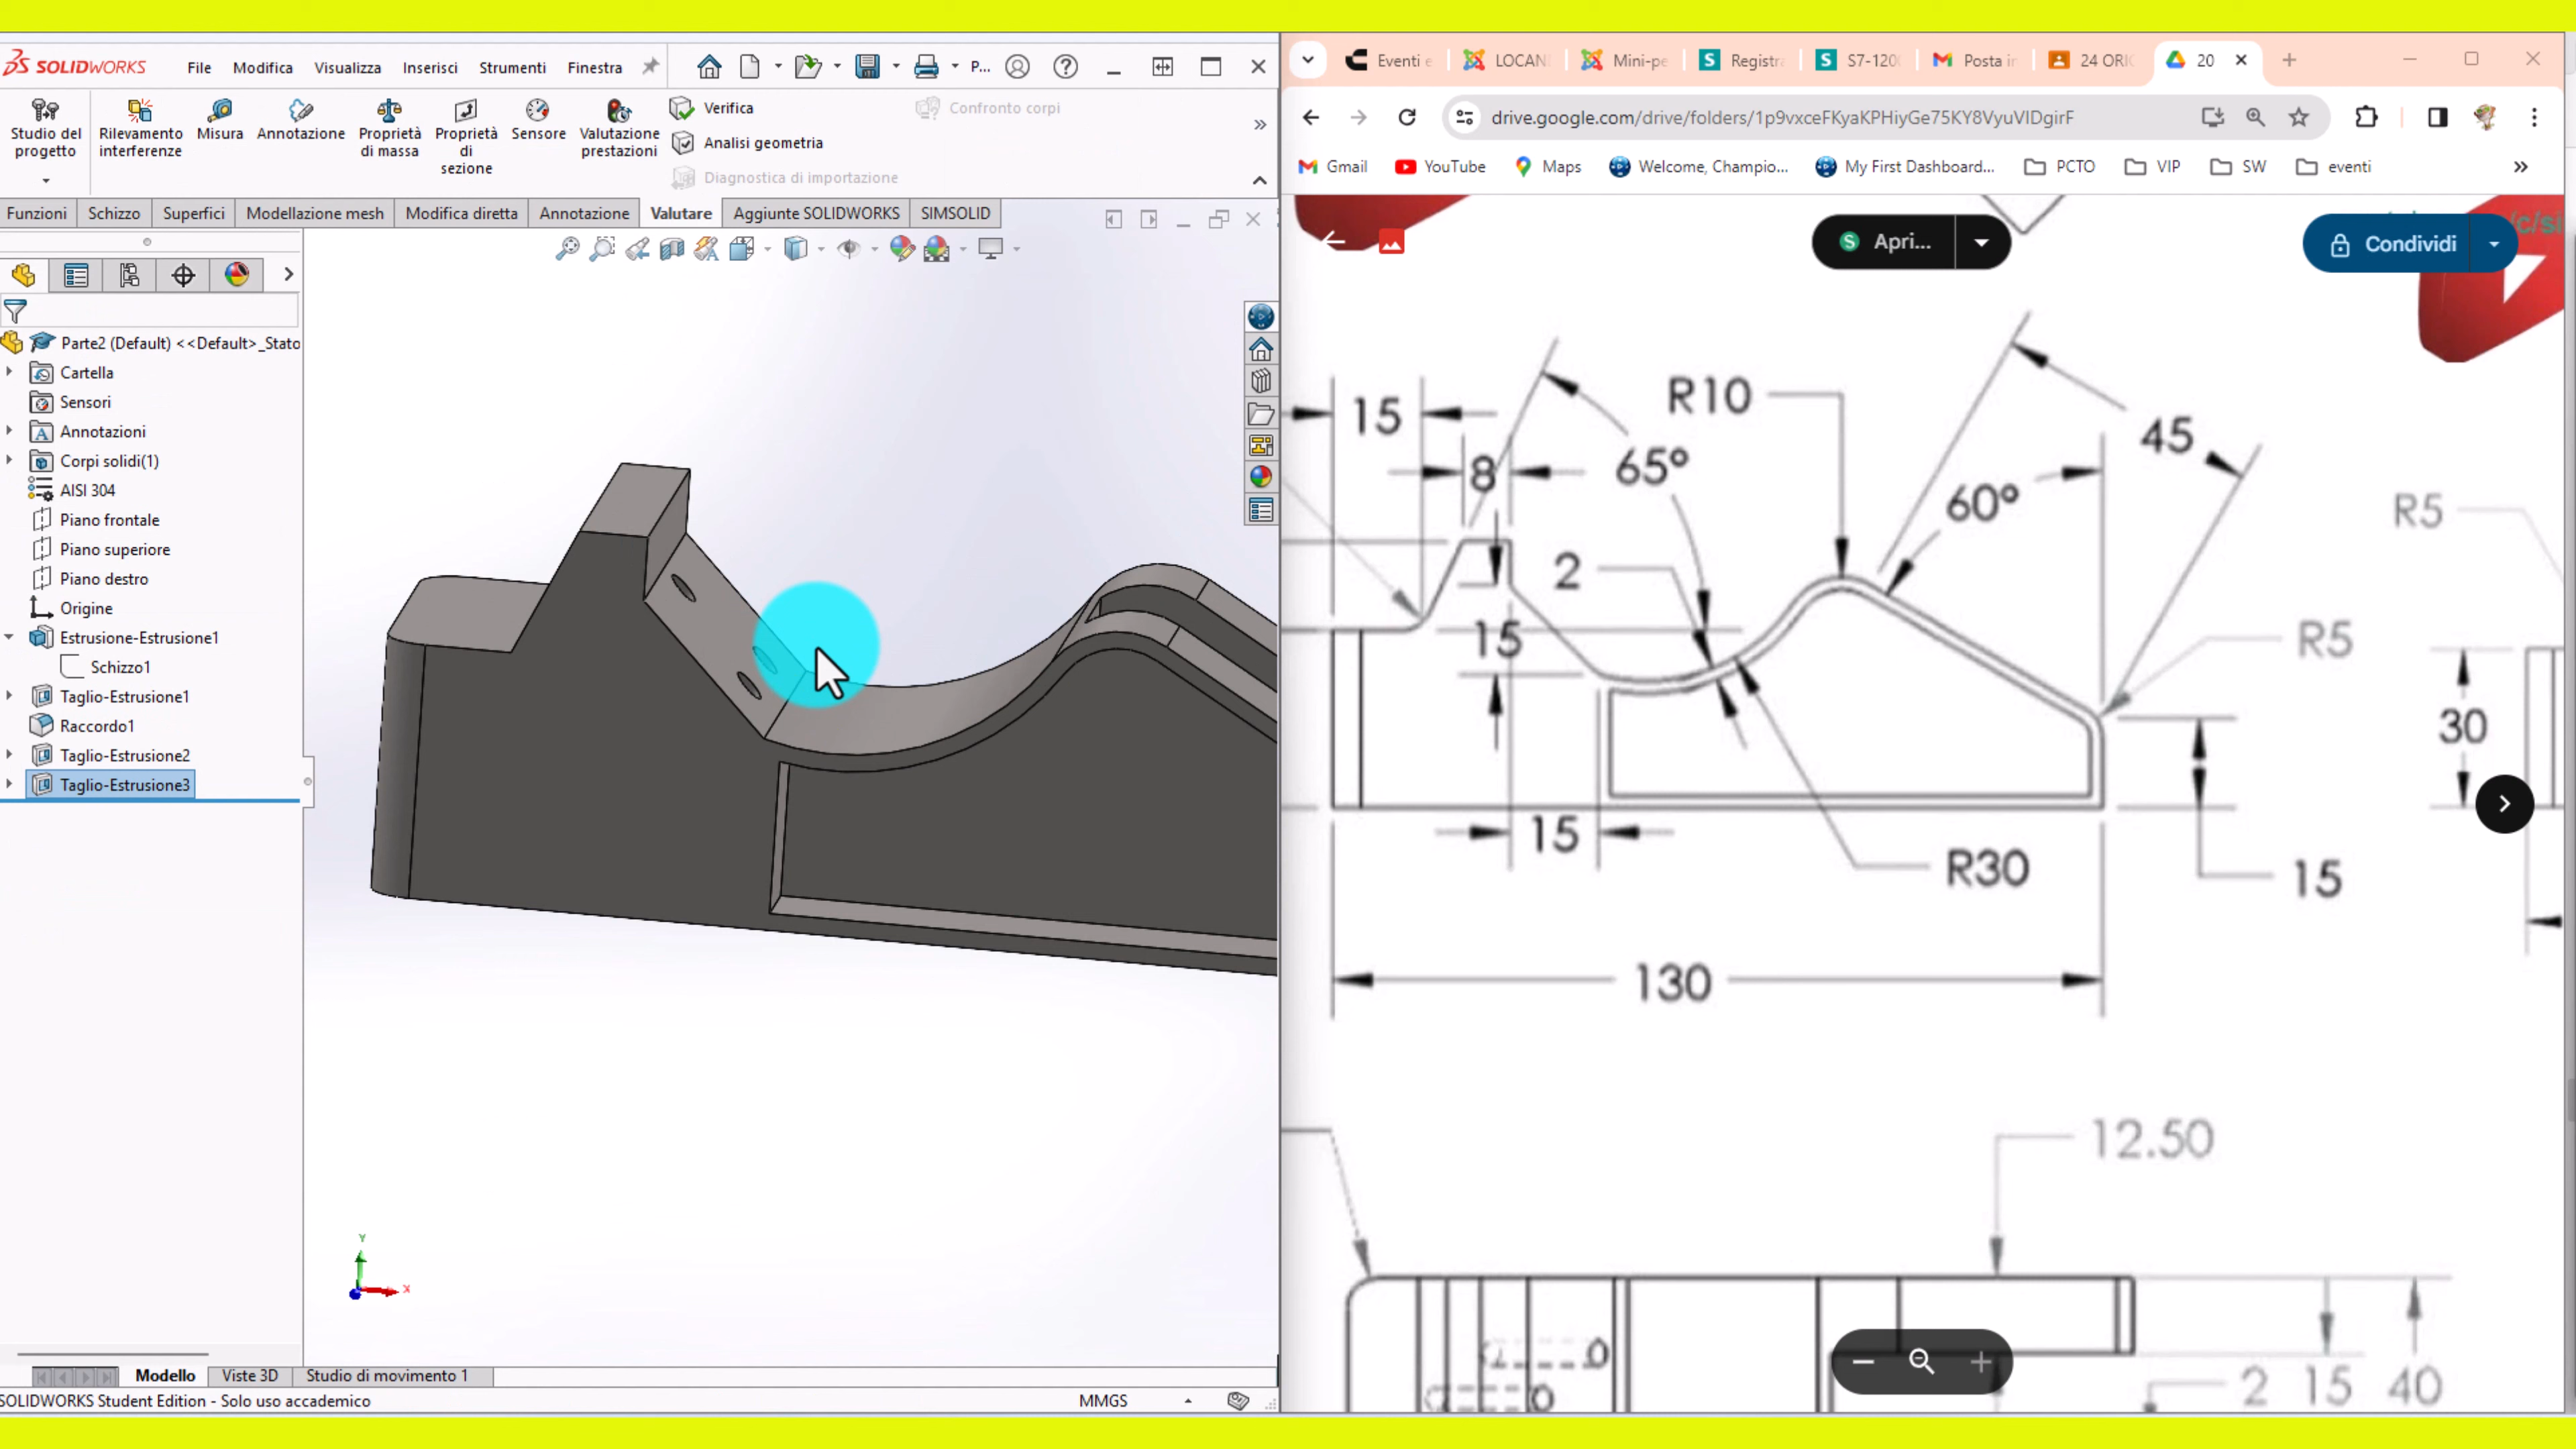 SOLIDWORKS
File Modifica Visualizza Inserisci Strumenti Finestra P...
Studio del progetto
Rilevamento interferenze
Misura
Annotazione
Proprietà di massa
Proprietà di sezione
Sensore
Valutazione prestazioni
Verifica
Analisi geometria
Diagnostica di importazione
Confronto corpi
Funzioni Schizzo Superfici Modellazione mesh Modifica diretta Annotazione Valutare Aggiunte SOLIDWORKS SIMSOLID
Parte2 (Default) <<Default>_Stato
Cartella
Sensori
Annotazioni
Corpi solidi(1)
AISI 304
Piano frontale
Piano superiore
Piano destro
Origine
Estrusione-Estrusione1
Schizzo1
Taglio-Estrusione1
Raccordo1
Taglio-Estrusione2
Taglio-Estrusione3
Y
X
Modello Viste 3D Studio di movimento 1
SOLIDWORKS Student Edition - Solo uso accademico
MMGS
Eventi e LOCAN Mini-pe Registra S7-120 Posta in 24 ORI 20
drive.google.com/drive/folders/1p9vxceFKyaKPHiyGe75KY8VyuVIDgirF
Gmail YouTube Maps Welcome, Champio... My First Dashboard... PCTO VIP SW eventi
/c/si
Apri...
Condividi
15
R10
45
8
65º
60º
R5
2
15
R5
30
15
R30
15
130
12.50
2 15 40